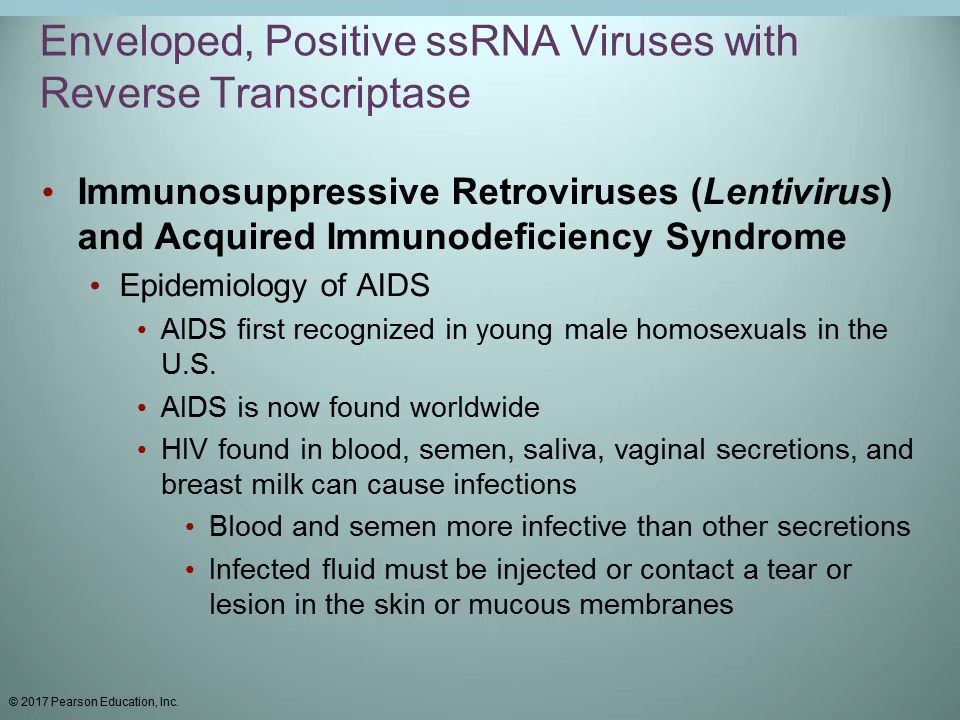 Enveloped, Positive ssRNA Viruses with
Reverse Transcriptase
• Immunosuppressive Retroviruses (Lentivirus)
and Acquired Immunodeficiency Syndrome
• Epidemiology of AIDS
• AIDS first recognized in young male homosexuals in the
U.S.
• AIDS is now found worldwide
• HIV found in blood, semen, saliva, vaginal secretions, and
breast milk can cause infections
• Blood and semen more infective than other secretions
• Infected fluid must be injected or contact a tear or
lesion in the skin or mucous membranes
© 2017 Pearson Education, Inc.